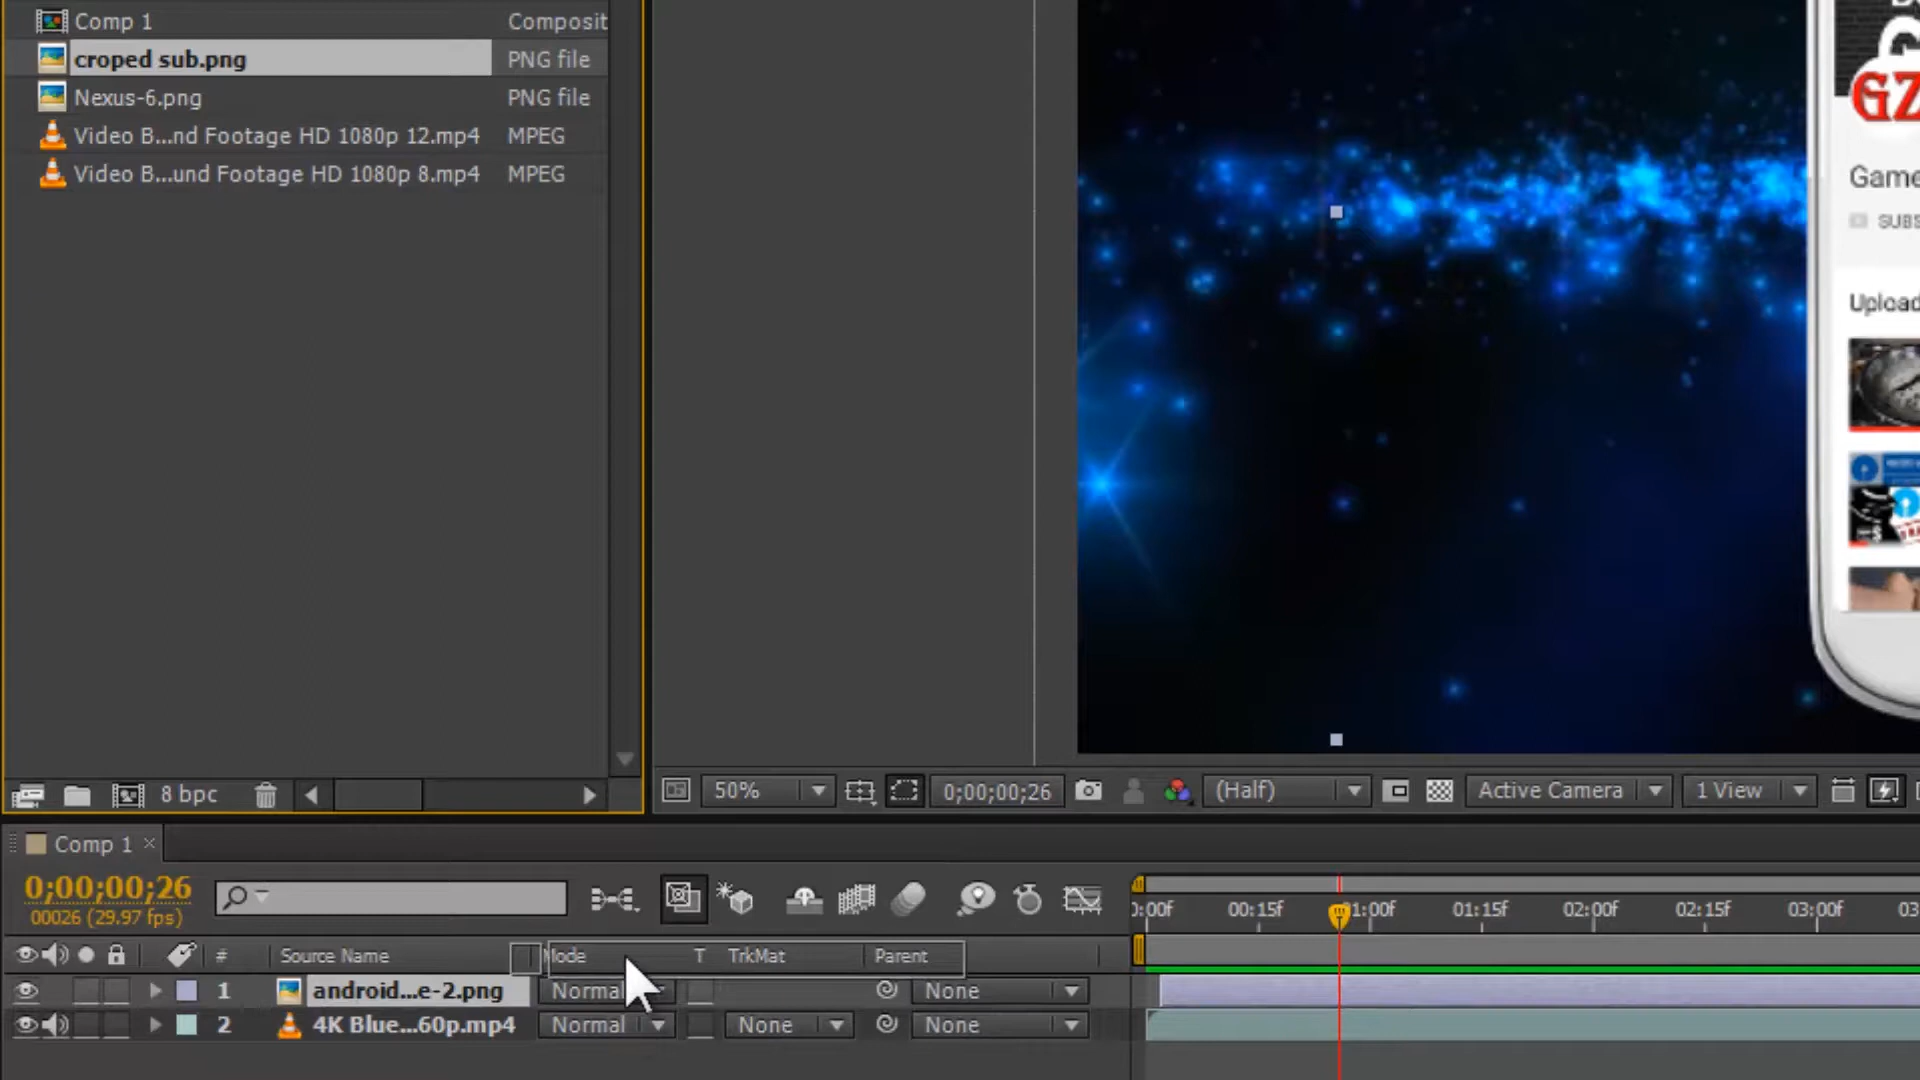 Comp 1 Composit
croped sub.png PNG file
Nexus-6.png PNG file
Video B...nd Footage HD 1080p 12.mp4 MPEG
Video B...und Footage HD 1080p 8.mp4 MPEG
GZ
Game
SUBS
Upload
8 bpc
50% 0;00;00;26 (Half) Active Camera 1 View
Comp 1 ×
0;00;00;26
00026 (29.97 fps)
0:00f 00:15f 01:00f 01:15f 02:00f 02:15f 03:00f 03
# Source Name Mode T TrkMat Parent
1 android...e-2.png Normal None
2 4K Blue...60p.mp4 Normal None None